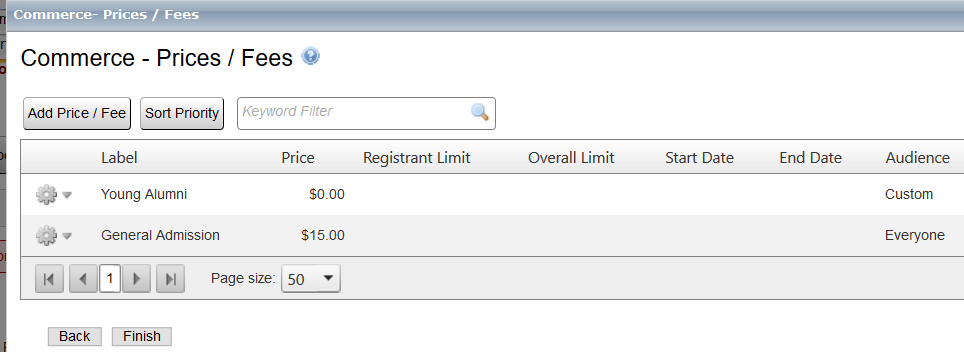 Commerce- Prices / Fees
Commerce - Prices / Fees
Add Price / Fee Sort Priority Keyword Filter
Label Price Registrant Limit Overall Limit Start Date End Date Audience
Young Alumni $0.00 Custom
General Admission $15.00 Everyone
1 Page size: 50
Back Finish